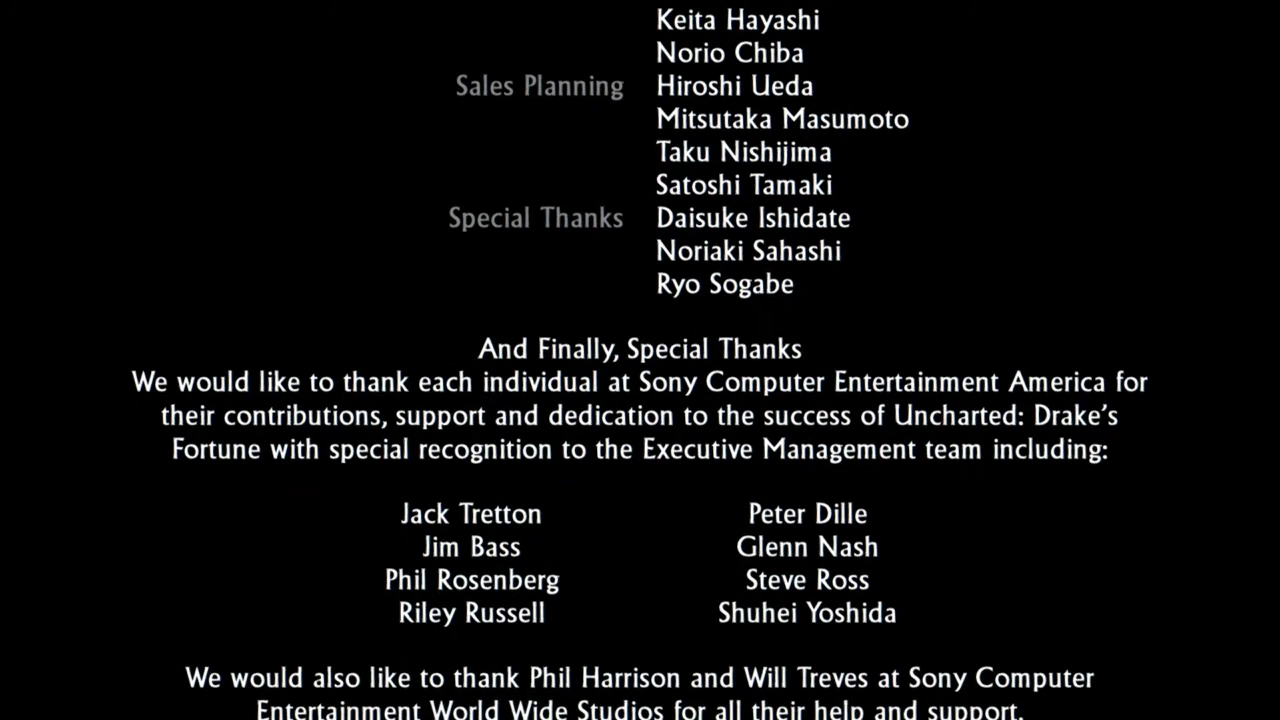 Keita Hayashi
Norio Chiba
Sales Planning Hiroshi Ueda
Mitsutaka Masumoto
Taku Nishijima
Satoshi Tamaki
Special Thanks Daisuke Ishidate
Noriaki Sahashi
Ryo Sogabe
And Finally, Special Thanks
We would like to thank each individual at Sony Computer Entertainment America for
their contributions, support and dedication to the success of Uncharted: Drake’s
Fortune with special recognition to the Executive Management team including:
Jack Tretton Peter Dille
Jim Bass Glenn Nash
Phil Rosenberg Steve Ross
Riley Russell Shuhei Yoshida
We would also like to thank Phil Harrison and Will Treves at Sony Computer
Entertainment World Wide Studios for all their help and support.